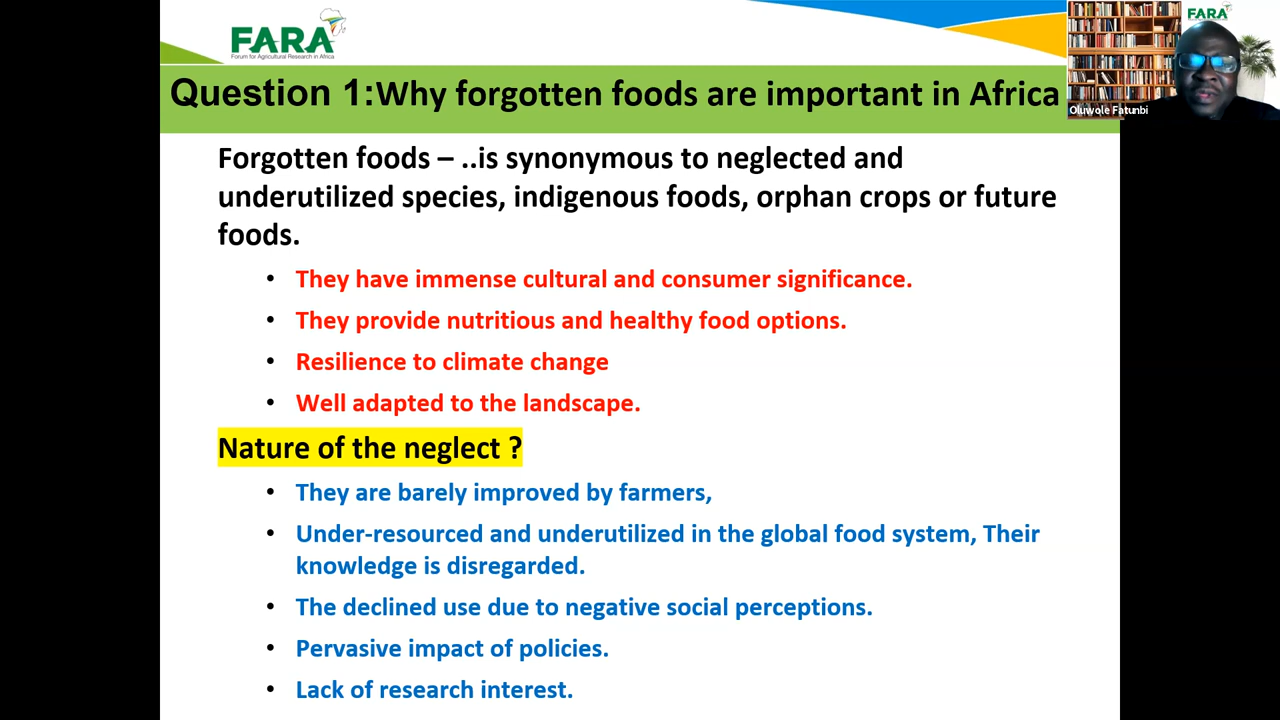 FARA
Forum for Agricultural Research in Africa
FARA
Oluwole Fatunbi
Question 1:Why forgotten foods are important in Africa
Forgotten foods – ..is synonymous to neglected and
underutilized species, indigenous foods, orphan crops or future
foods.
• They have immense cultural and consumer significance.
• They provide nutritious and healthy food options.
• Resilience to climate change
• Well adapted to the landscape.
Nature of the neglect ?
• They are barely improved by farmers,
• Under-resourced and underutilized in the global food system, Their
knowledge is disregarded.
• The declined use due to negative social perceptions.
• Pervasive impact of policies.
• Lack of research interest.